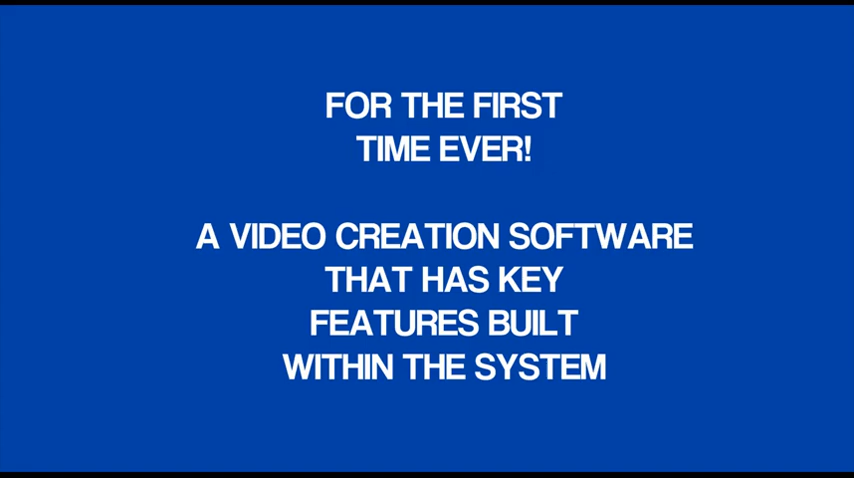 FOR THE FIRST
TIME EVER!
A VIDEO CREATION SOFTWARE
THAT HAS KEY
FEATURES BUILT
WITHIN THE SYSTEM